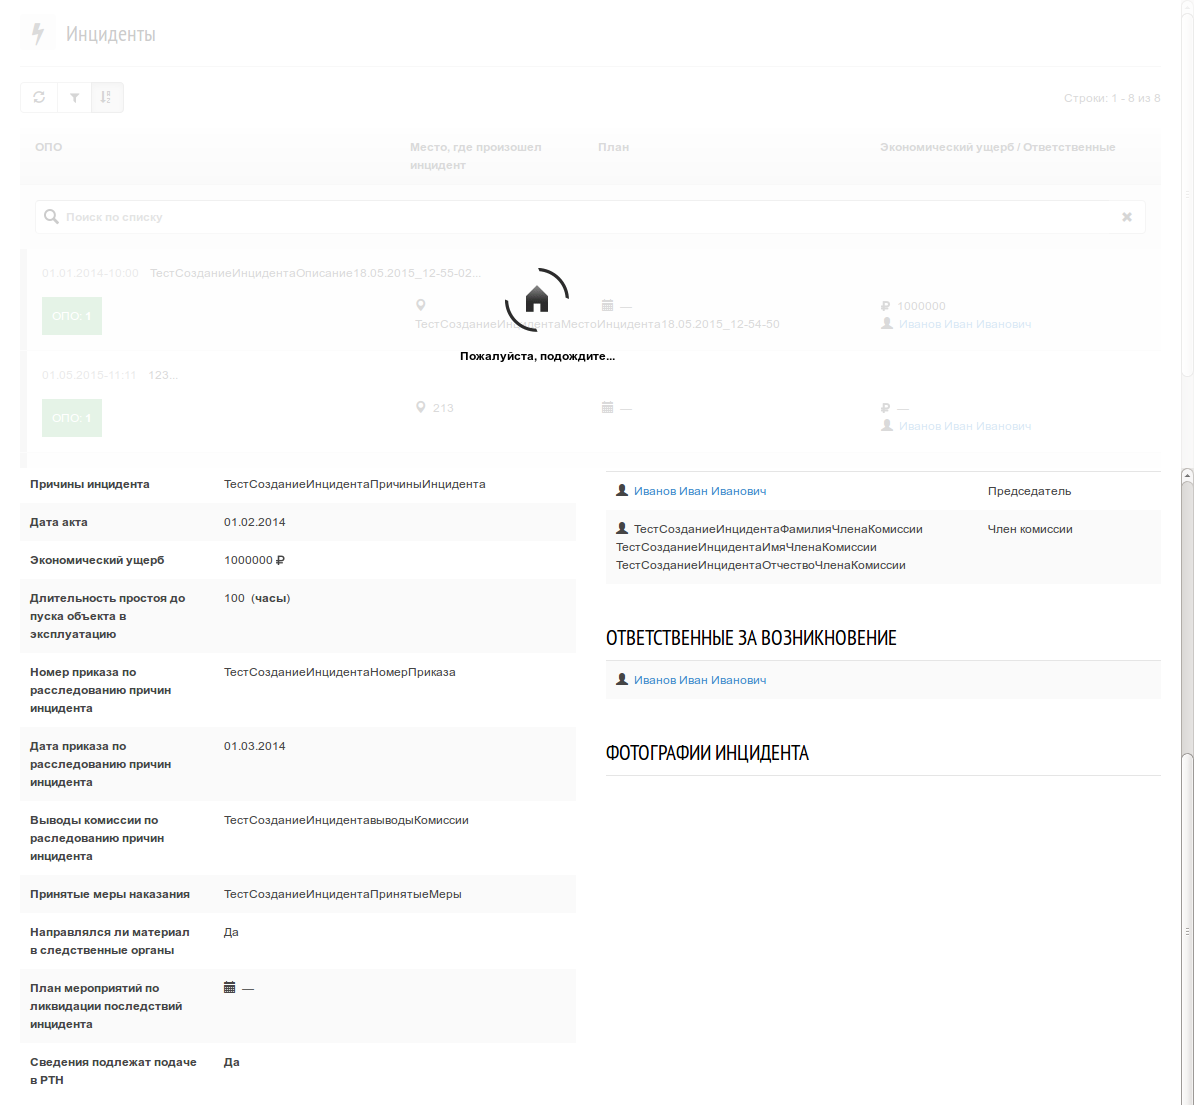 Инциденты
Строки: 1 - 8 из 8
ОПО
Место, где произошел
инцидент
План
Экономический ущерб / Ответственные
Поиск по списку
01.01.2014-10:00 ТестСозданиеИнцидентаОписание18.05.2015_12-55-02...
ОПО: 1
—
1000000
ТестСозданиеИнцидентаМестоИнцидента18.05.2015_12-54-50
Иванов Иван Иванович
Пожалуйста, подождите...
01.05.2015-11:11 123...
ОПО: 1
213
—
—
Иванов Иван Иванович
Причины инцидента
ТестСозданиеИнцидентаПричиныИнцидента
Дата акта
01.02.2014
Экономический ущерб
1000000 ₽
Длительность простоя до
пуска объекта в
эксплуатацию
100 (часы)
Номер приказа по
расследованию причин
инцидента
ТестСозданиеИнцидентаНомерПриказа
Дата приказа по
расследованию причин
инцидента
01.03.2014
Выводы комиссии по
раследованию причин
инцидента
ТестСозданиеИнцидентавыводыКомиссии
Принятые меры наказания
ТестСозданиеИнцидентаПринятыеМеры
Направлялся ли материал
в следственные органы
Да
План мероприятий по
ликвидации последствий
инцидента
—
Сведения подлежат подаче
в РТН
Да
Иванов Иван Иванович
Председатель
ТестСозданиеИнцидентаФамилияЧленаКомиссии
ТестСозданиеИнцидентаИмяЧленаКомиссии
ТестСозданиеИнцидентаОтчествоЧленаКомиссии
Член комиссии
ОТВЕТСТВЕННЫЕ ЗА ВОЗНИКНОВЕНИЕ
Иванов Иван Иванович
ФОТОГРАФИИ ИНЦИДЕНТА